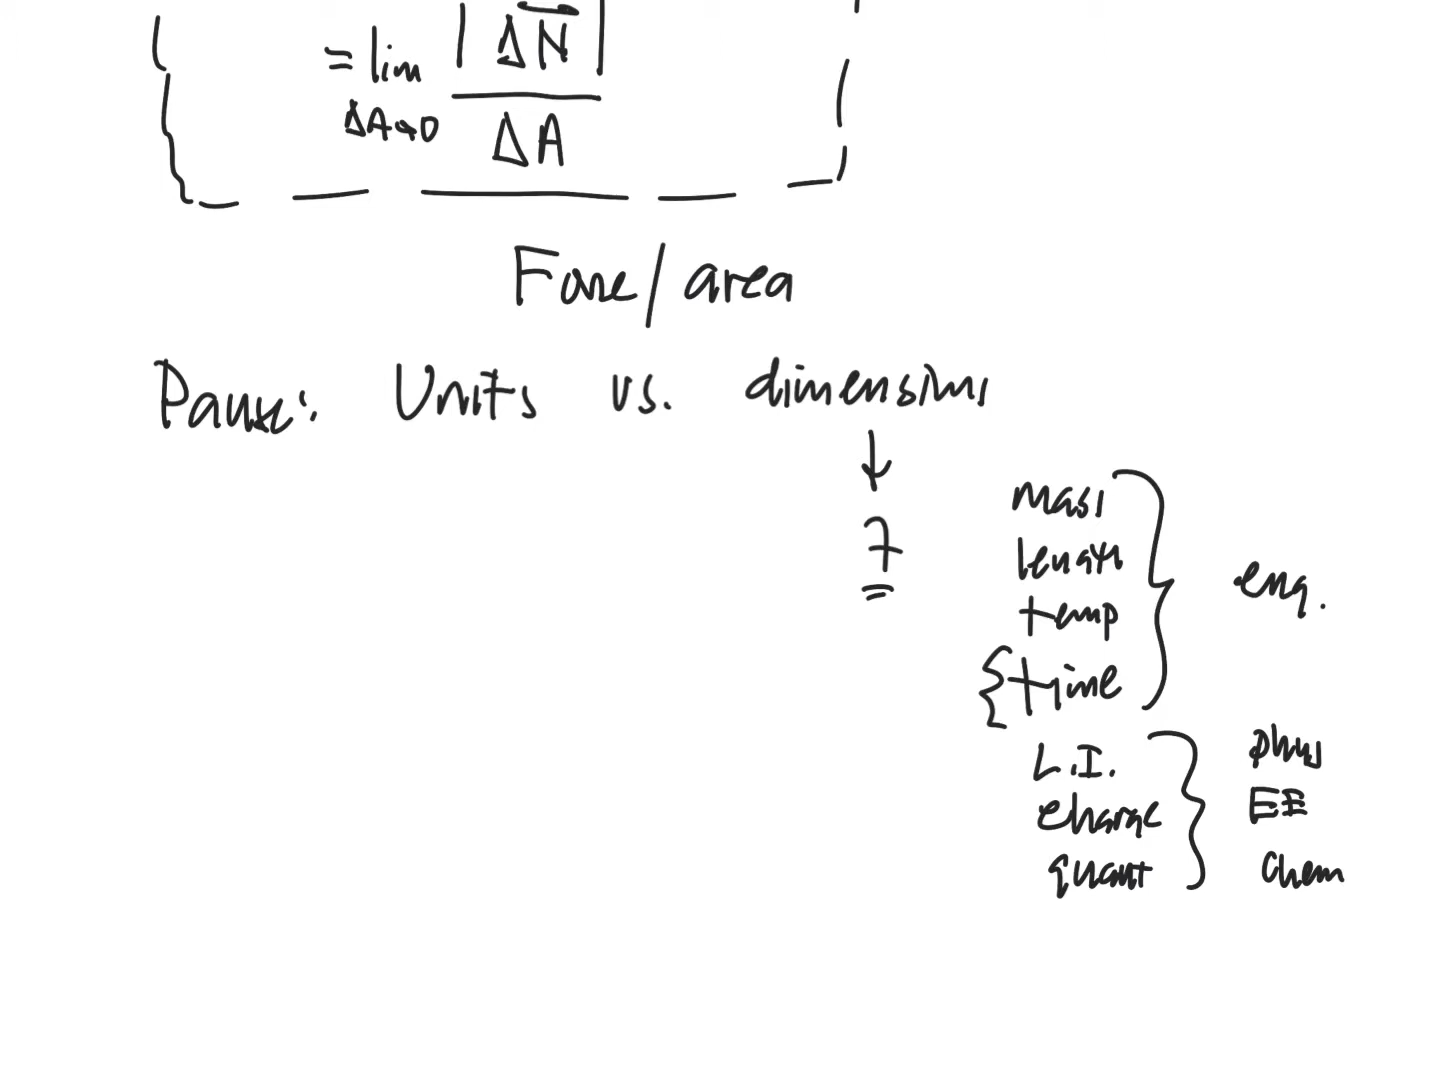 = lim |ΔN⃗|
ΔA→0 ΔA
Force/area
Pause: Units vs. dimensions
↓
7
mass
length
temp
time
eng.
L.I. phys
charge EE
quant chem